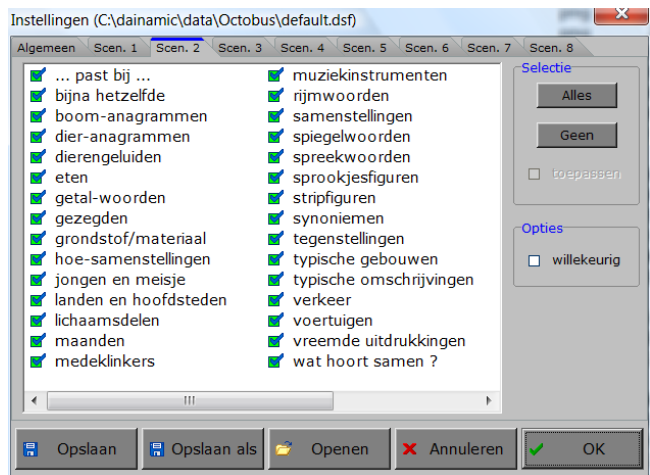 Instellingen (C:\dainamic\data\Octobus\default.dsf)
Algemeen Scen. 1 Scen. 2 Scen. 3 Scen. 4 Scen. 5 Scen. 6 Scen. 7 Scen. 8
... past bij ...
bijna hetzelfde
boom-anagrammen
dier-anagrammen
dierengeluiden
eten
getal-woorden
gezegden
grondstof/materiaal
hoe-samenstellingen
jongen en meisje
landen en hoofdsteden
lichaamsdelen
maanden
medeklinkers
muziekinstrumenten
rijmwoorden
samenstellingen
spiegelwoorden
spreekwoorden
sprookjesfiguren
stripfiguren
synoniemen
tegenstellingen
typische gebouwen
typische omschrijvingen
verkeer
voertuigen
vreemde uitdrukkingen
wat hoort samen ?
Selectie
Alles
Geen
toepassen
Opties
willekeurig
Opslaan Opslaan als Openen Annuleren OK